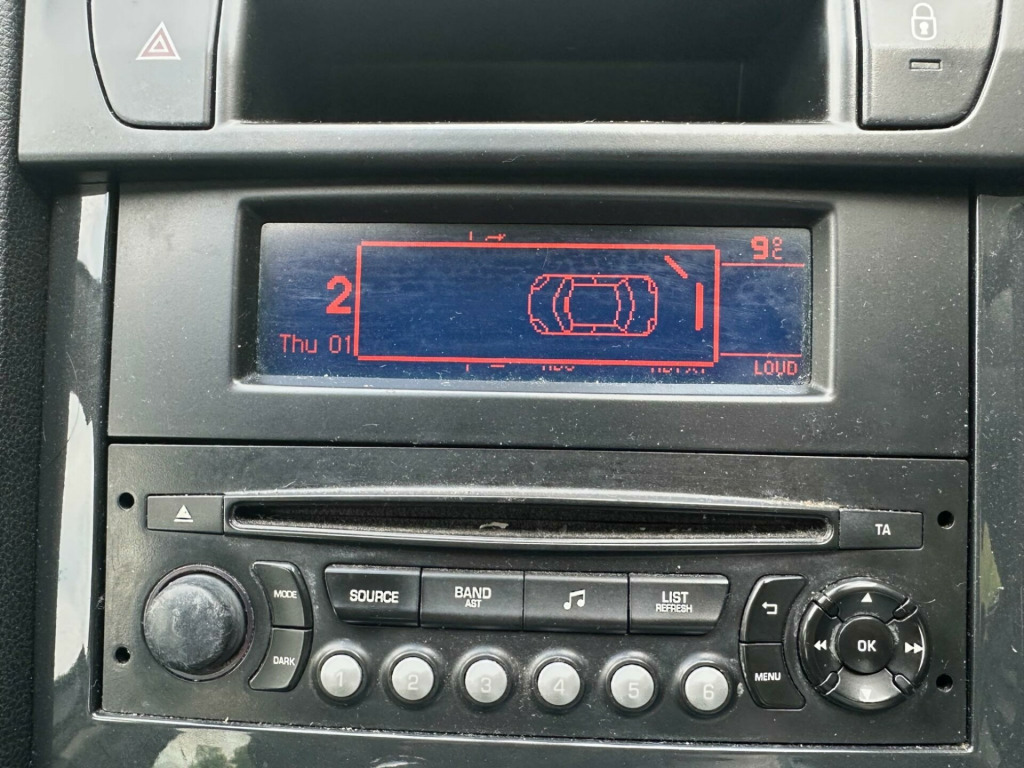 9°C
2
Thu 01
LOUD
TA
MODE
SOURCE
BAND
AST
LIST
REFRESH
DARK
1 2 3 4 5 6
MENU
OK